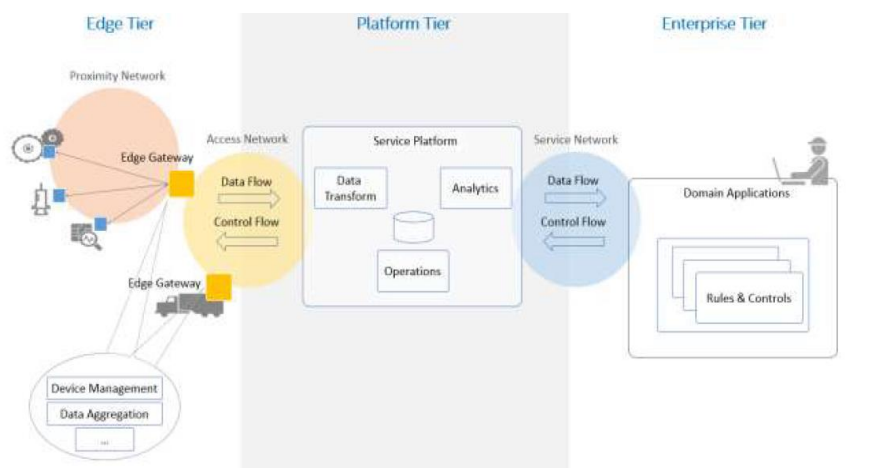 Edge Tier
Platform Tier
Enterprise Tier
Proximity Network
Access Network
Service Platform
Service Network
Edge Gateway
Data Flow
Data
Transform
Analytics
Data Flow
Domain Applications
Control Flow
Control Flow
Operations
Edge Gateway
Rules & Controls
Device Management
Data Aggregation
...